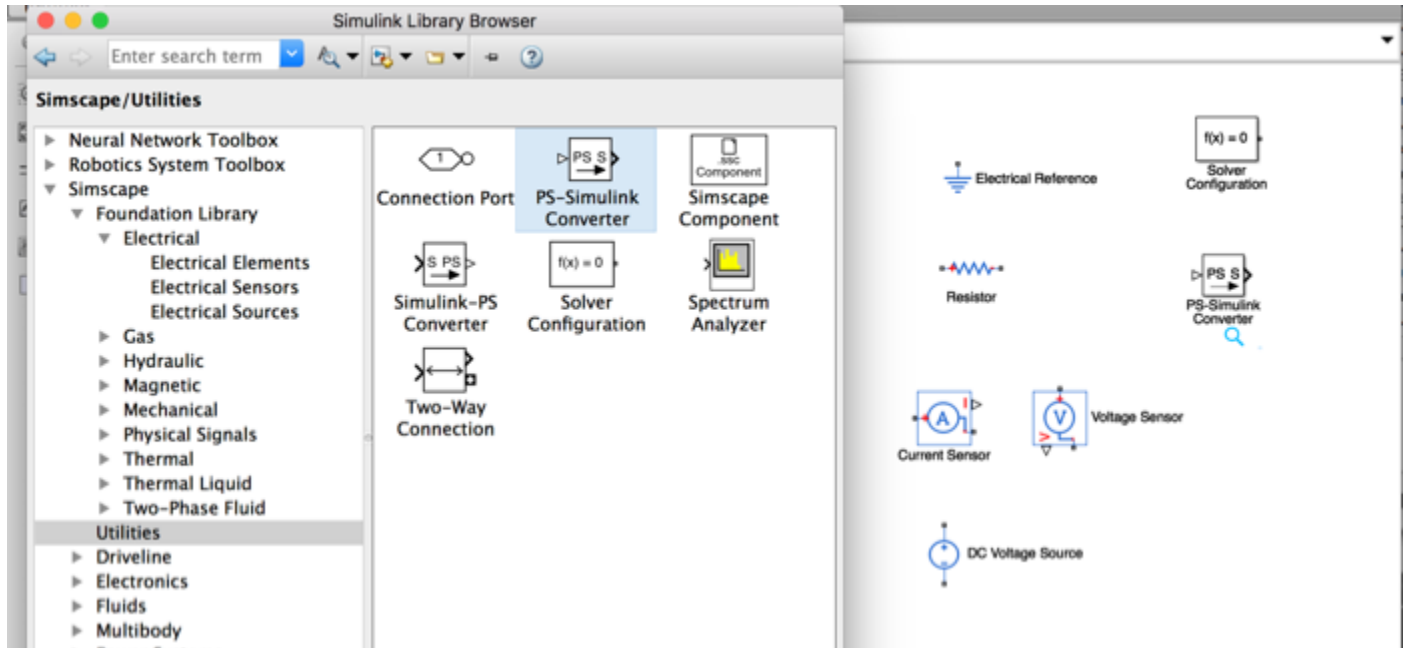 Simulink Library Browser
Enter search term
Simscape/Utilities
Neural Network Toolbox
Robotics System Toolbox
Simscape
Foundation Library
Electrical
Electrical Elements
Electrical Sensors
Electrical Sources
Gas
Hydraulic
Magnetic
Mechanical
Physical Signals
Thermal
Thermal Liquid
Two-Phase Fluid
Utilities
Driveline
Electronics
Fluids
Multibody
1
Connection Port
PS S
PS-Simulink
Converter
.ssc
Component
Simscape
Component
S PS
Simulink-PS
Converter
f(x) = 0
Solver
Configuration
Spectrum
Analyzer
Two-Way
Connection
Electrical Reference
f(x) = 0
Solver
Configuration
Resistor
PS S
PS-Simulink
Converter
A
I
Current Sensor
V
V
Voltage Sensor
DC Voltage Source